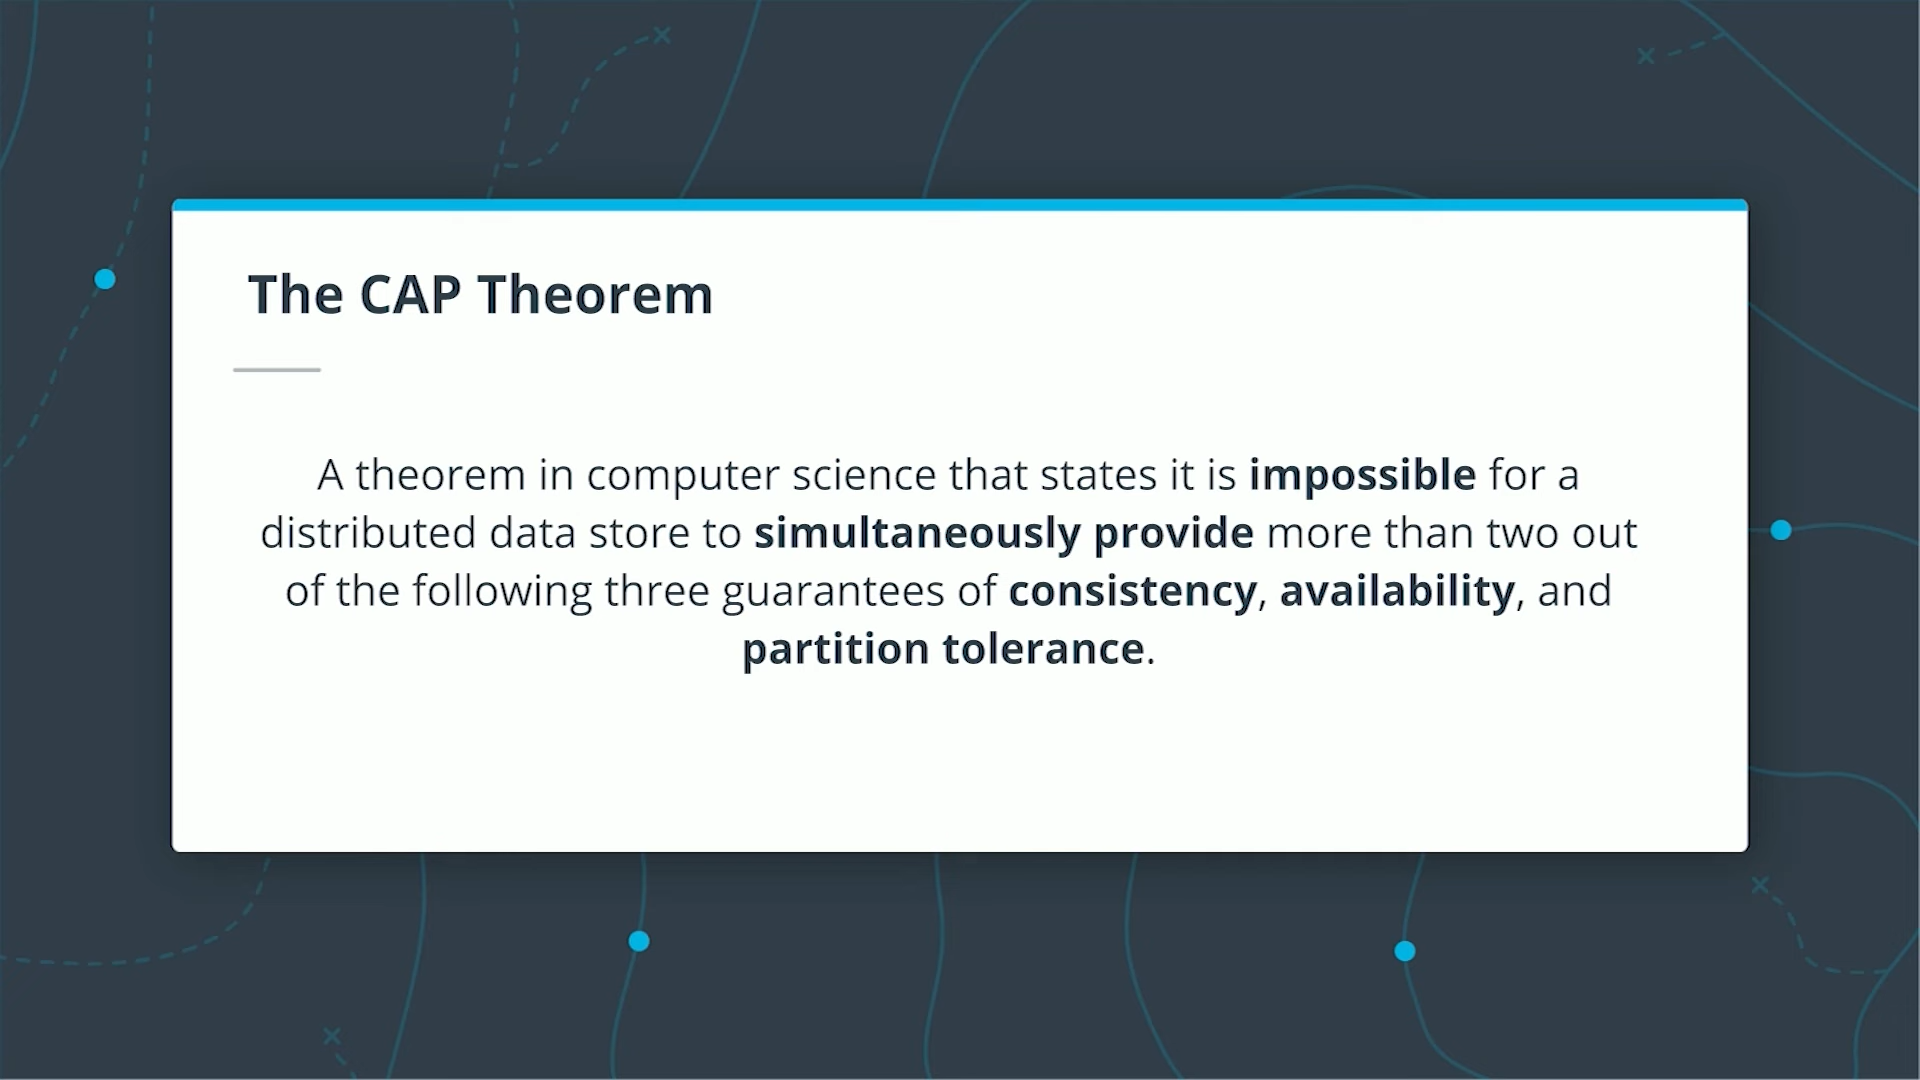 The CAP Theorem
A theorem in computer science that states it is impossible for a
distributed data store to simultaneously provide more than two out
of the following three guarantees of consistency, availability, and
partition tolerance.